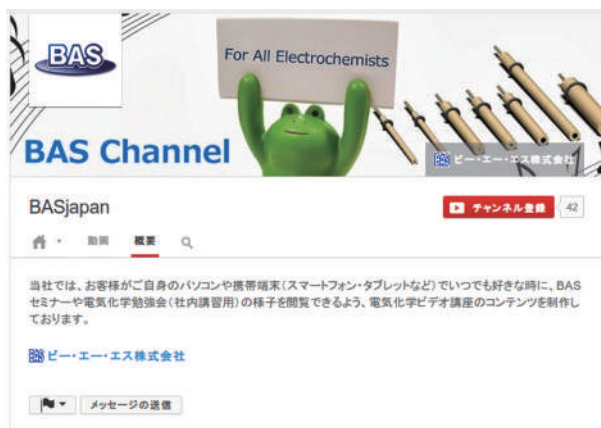 BAS
For All Electrochemists
BAS Channel
BAS ビー・エー・エス株式会社
BASjapan
チャンネル登録 42
動画 概要
当社では、お客様がご自身のパソコンや携帯端末(スマートフォン・タブレットなど)でいつでも好きな時に、BAS
セミナーや電気化学勉強会(社内講習用)の様子を閲覧できるよう、電気化学ビデオ講座のコンテンツを制作し
ております。
BAS ビー・エー・エス株式会社
メッセージの送信